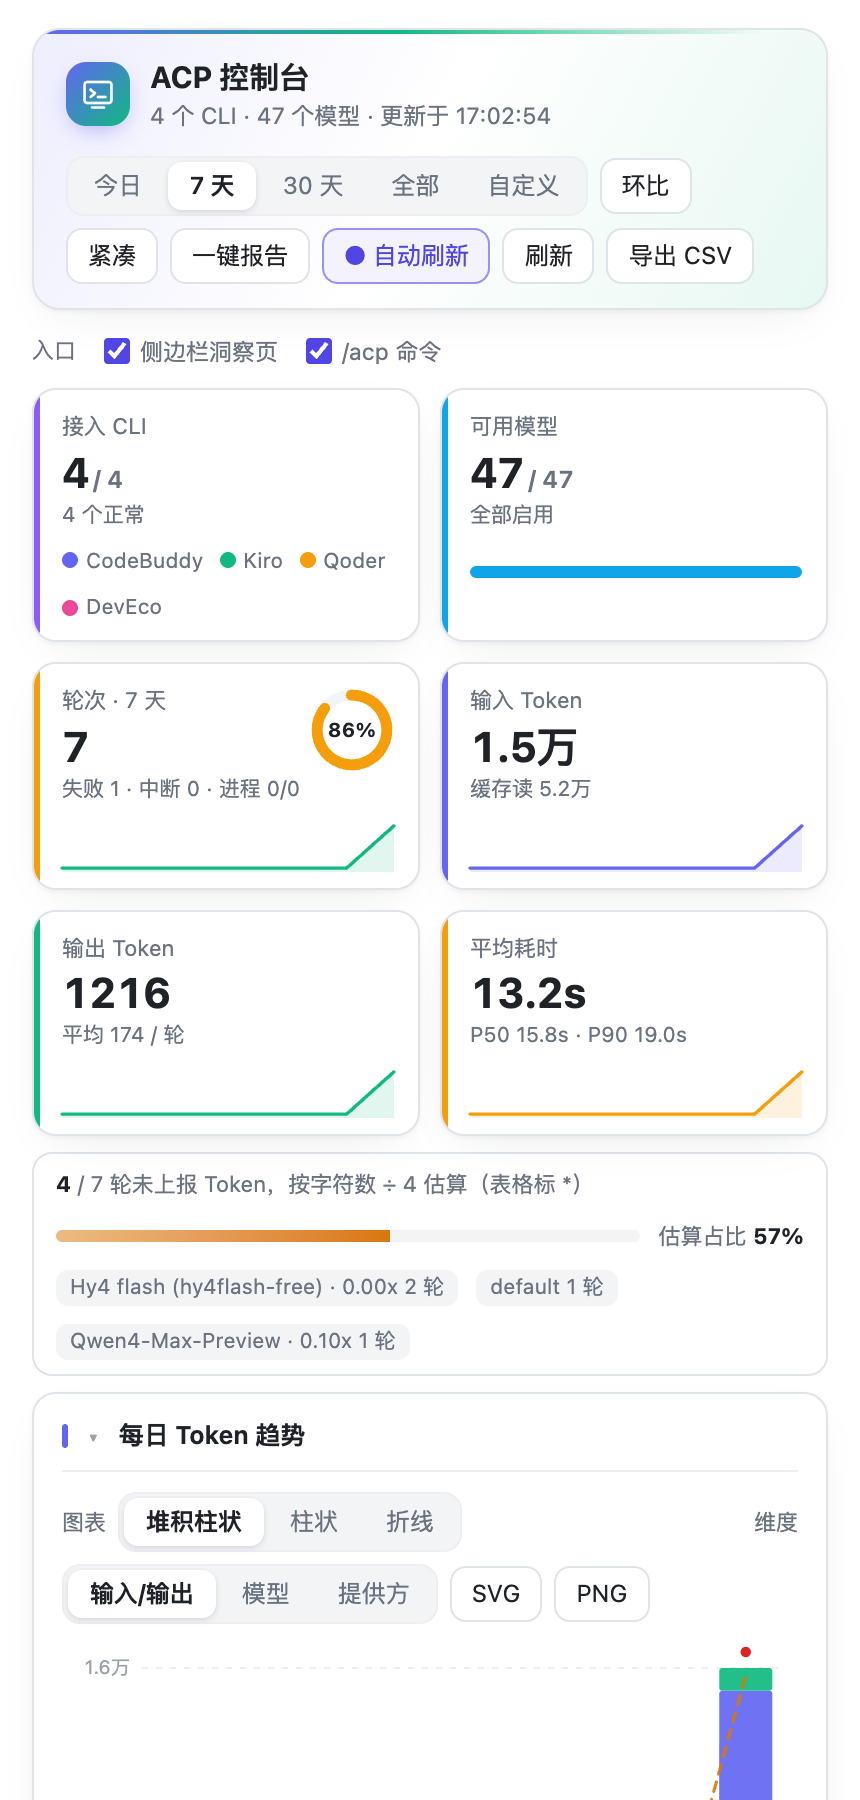 ACP 控制台
4 个 CLI · 47 个模型 · 更新于 17:02:54
今日 7 天 30 天 全部 自定义 环比
紧凑 一键报告 自动刷新 刷新 导出 CSV
入口 侧边栏洞察页 /acp 命令
接入 CLI
4 / 4
4 个正常
CodeBuddy Kiro Qoder
DevEco
可用模型
47 / 47
全部启用
轮次 · 7 天
7
86%
失败 1 · 中断 0 · 进程 0/0
输入 Token
1.5万
缓存读 5.2万
输出 Token
1216
平均 174 / 轮
平均耗时
13.2s
P50 15.8s · P90 19.0s
4 / 7 轮未上报 Token，按字符数 ÷ 4 估算（表格标 *）
估算占比 57%
Hy4 flash (hy4flash-free) · 0.00x 2 轮 default 1 轮
Qwen4-Max-Preview · 0.10x 1 轮
每日 Token 趋势
图表 堆积柱状 柱状 折线 维度
输入/输出 模型 提供方 SVG PNG
1.6万